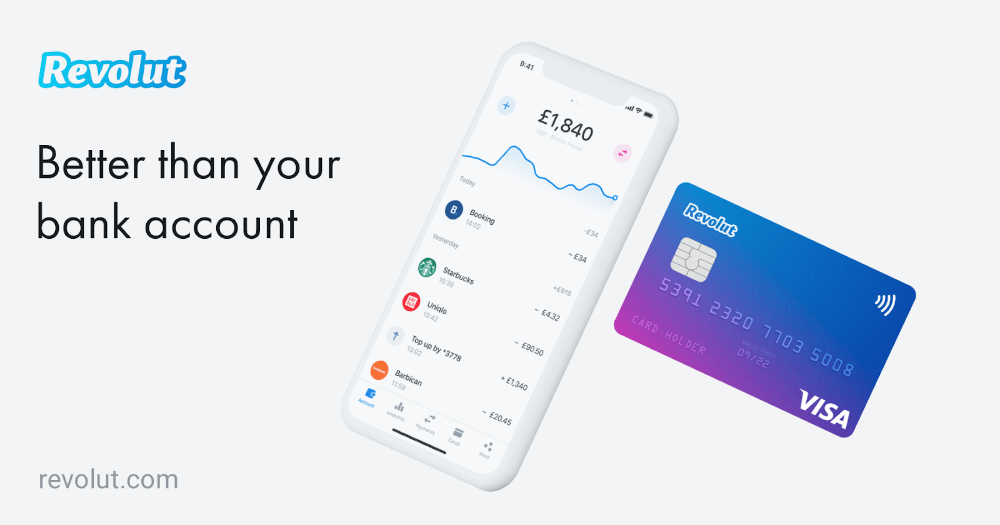 Revolut
Better than your
bank account
revolut.com
9:41
£1,840
GBP · British Pound
Today
-£34
B. Booking
14:02
- £34
Yesterday
+£915
Starbucks
15:35
- £4.32
UNI
QLO
Uniqlo
13:42
- £90.50
Top up by *3778
13:02
+ £1,340
barbican
Barbican
11:59
- £20.45
Account
Analytics
Payments
Cards
More
Revolut
5391 2320 7703 5008
VALID THRU
CARD HOLDER 09/22
VISA